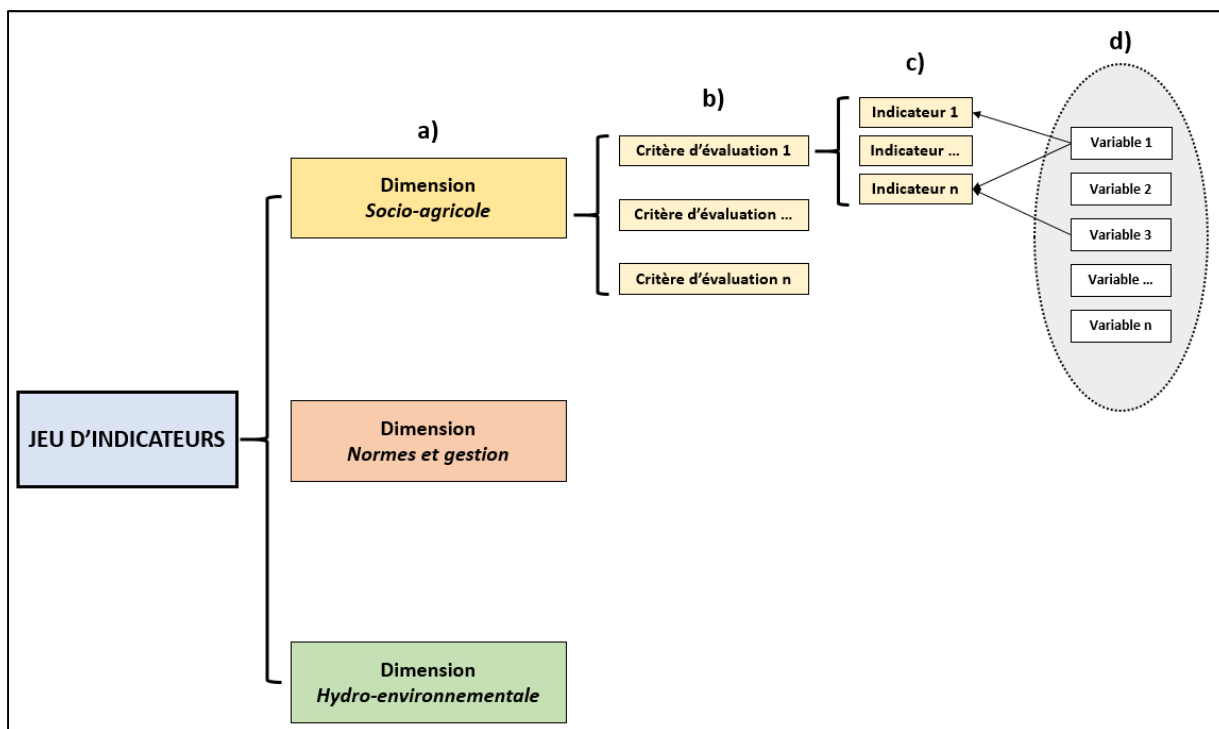 a)
b)
c)
d)
JEU D'INDICATEURS
Dimension
Socio-agricole
Dimension
Normes et gestion
Dimension
Hydro-environnementale
Critère d'évaluation 1
Critère d'évaluation ...
Critère d'évaluation n
Indicateur 1
Indicateur ...
Indicateur n
Variable 1
Variable 2
Variable 3
Variable ...
Variable n